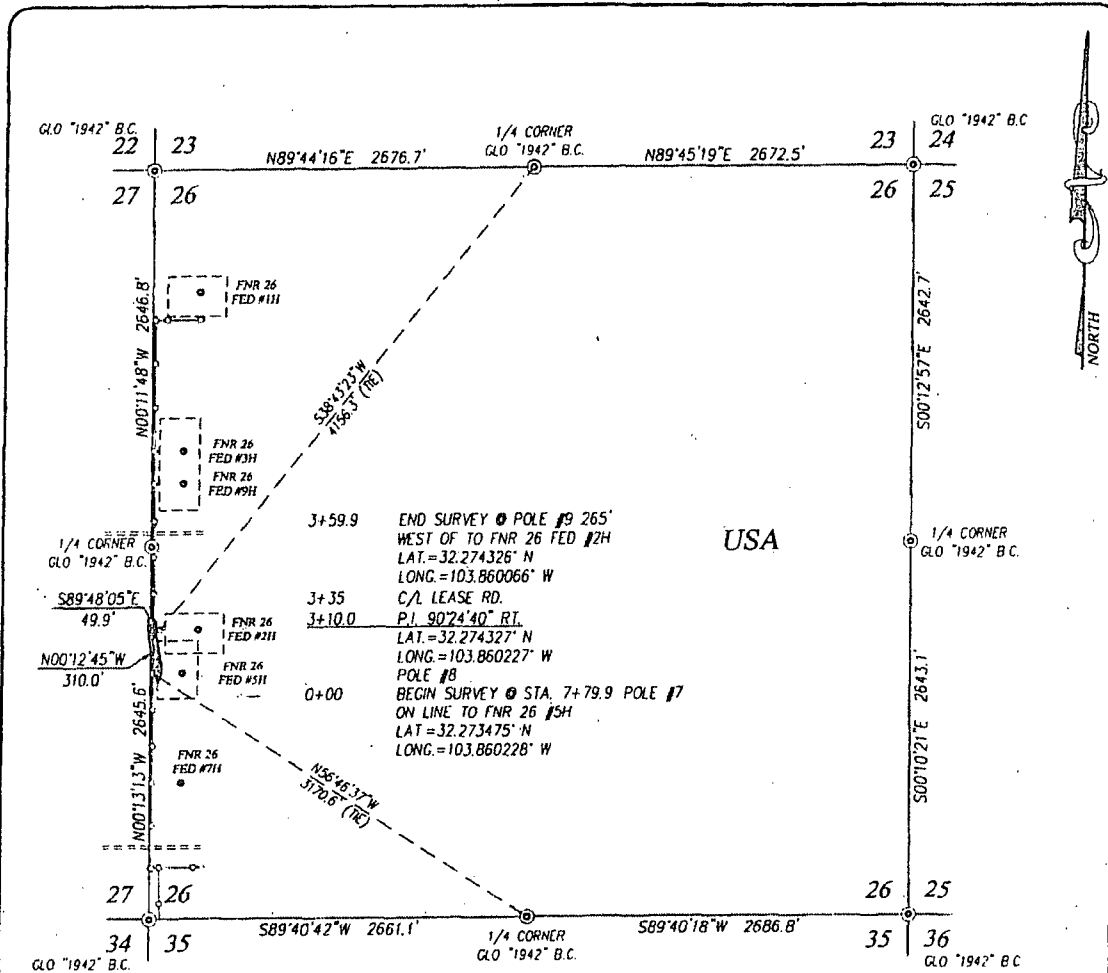 GLO "1942" B.C.
22 23
27 26
N89°44'16"E 2676.7'
1/4 CORNER
GLO "1942" B.C.
N89°45'19"E 2672.5'
GLO "1942" B.C
23 24
26 25
NORTH
FNR 26
FED #1H
N00°11'48"W 2646.8'
S00°12'57"E 2642.7'
S38°43'23"W
4156.3' (TIE)
FNR 26
FED #3H
FNR 26
FED #9H
1/4 CORNER
GLO "1942" B.C.
3+59.9 END SURVEY @ POLE #9 265'
WEST OF TO FNR 26 FED #2H
LAT.=32.274326° N
LONG.=103.860066° W
3+35 C/L LEASE RD.
3+10.0 P.I. 90°24'40" RT.
LAT.=32.274327° N
LONG.=103.860227° W
POLE #8
0+00 BEGIN SURVEY @ STA. 7+79.9 POLE #7
ON LINE TO FNR 26 #5H
LAT=32.273475° N
LONG.=103.860228° W
USA
1/4 CORNER
GLO "1942" B.C.
S89°48'05"E
49.9'
FNR 26
FED #2H
N00°12'45"W
310.0'
FNR 26
FED #5H
N00°13'13"W 2645.6'
FNR 26
FED #7H
N56°46'37"W
3170.6' (TIE)
S00°10'21"E 2643.1'
27 26
34 35
GLO "1942" B.C.
S89°40'42"W 2661.1'
1/4 CORNER
GLO "1942" B.C.
S89°40'18"W 2686.8'
26 25
35 36
GLO "1942" B.C